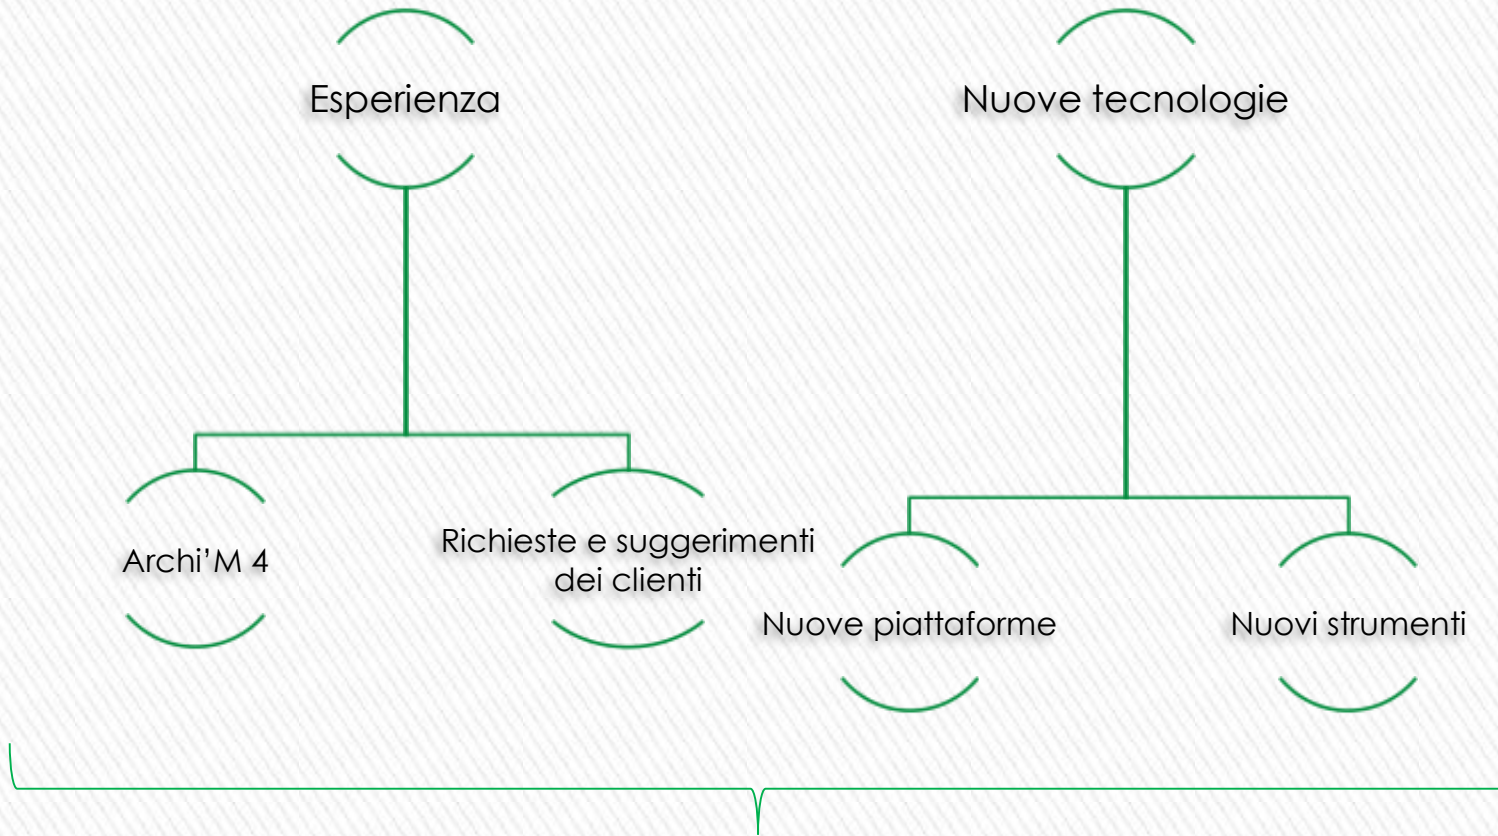 Esperienza
Nuove tecnologie
Archi’M 4
Richieste e suggerimenti
dei clienti
Nuove piattaforme
Nuovi strumenti